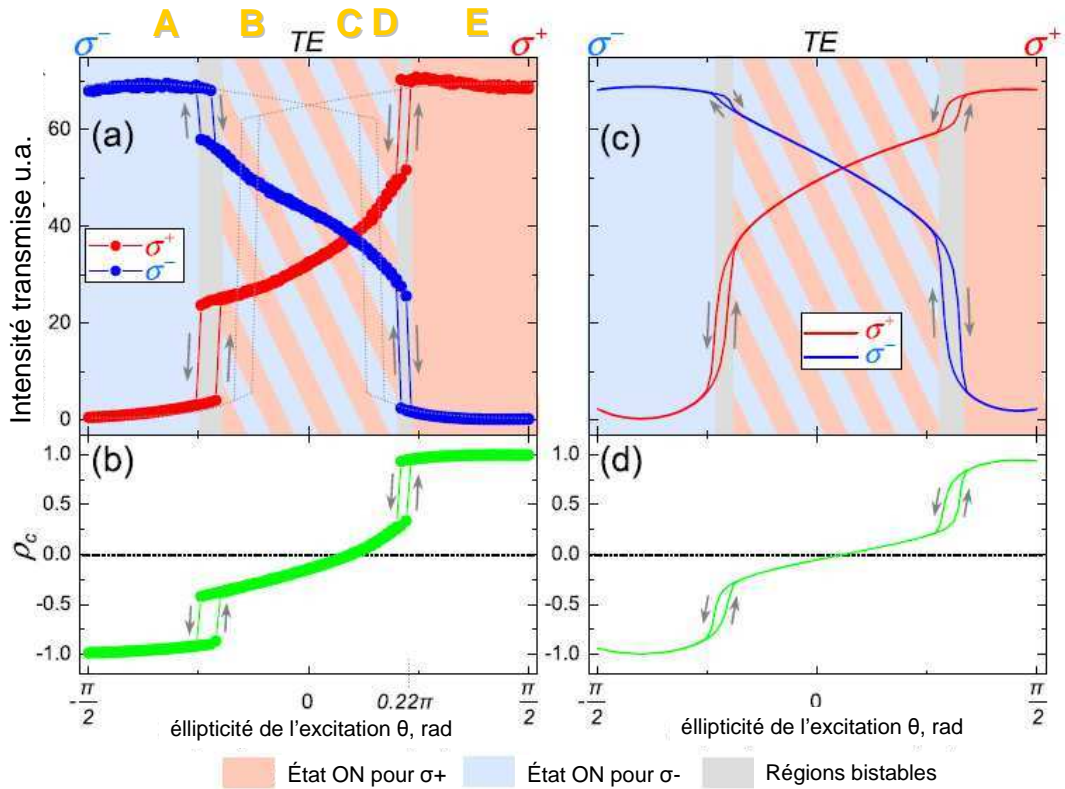 A B C D E
σ⁻ TE σ⁺ σ⁻ TE σ⁺
Intensité transmise u.a.
60
40
20
0
(a)
σ⁺
σ⁻
(c)
σ⁺
σ⁻
ρc
1.0
0.5
0.0
-0.5
-1.0
(b)
1.0
0.5
0.0
-0.5
-1.0
(d)
-π/2 0 0.22π π/2
-π/2 0 π/2
éllipticité de l'excitation θ, rad
éllipticité de l'excitation θ, rad
État ON pour σ+ État ON pour σ- Régions bistables